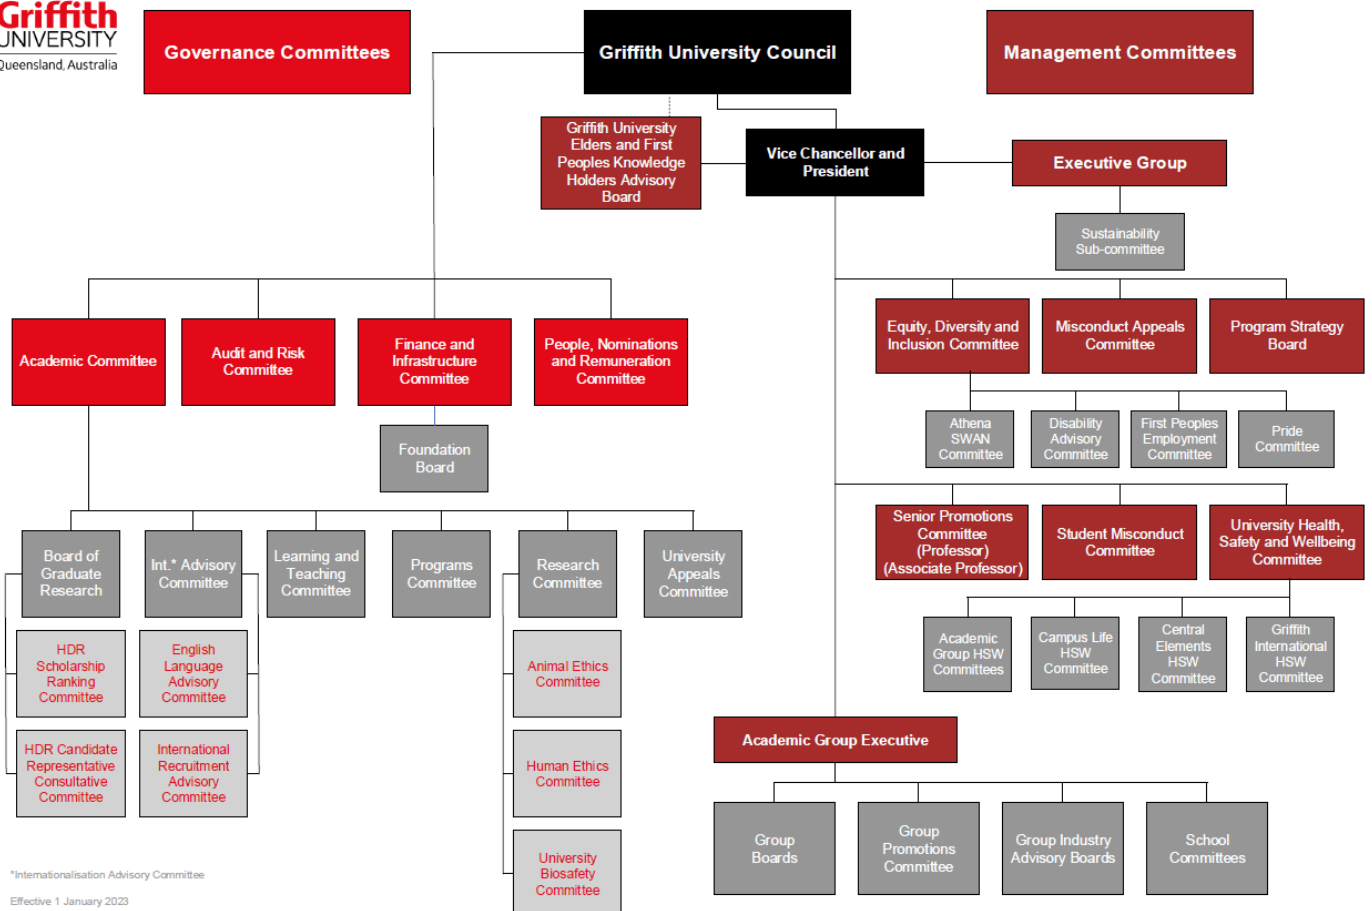 Griffith
UNIVERSITY
Queensland, Australia
Governance Committees
Griffith University Council
Management Committees
Griffith University
Elders and First
Peoples Knowledge
Holders Advisory
Board
Vice Chancellor and
President
Executive Group
Sustainability
Sub-committee
Academic Committee
Audit and Risk
Committee
Finance and
Infrastructure
Committee
People, Nominations
and Remuneration
Committee
Equity, Diversity and
Inclusion Committee
Misconduct Appeals
Committee
Program Strategy
Board
Foundation
Board
Athena
SWAN
Committee
Disability
Advisory
Committee
First Peoples
Employment
Committee
Pride
Committee
Board of
Graduate
Research
Int.* Advisory
Committee
Learning and
Teaching
Committee
Programs
Committee
Research
Committee
University
Appeals
Committee
Senior Promotions
Committee
(Professor)
(Associate Professor)
Student Misconduct
Committee
University Health,
Safety and Wellbeing
Committee
HDR
Scholarship
Ranking
Committee
English
Language
Advisory
Committee
Animal Ethics
Committee
Academic
Group HSW
Committees
Campus Life
HSW
Committee
Central
Elements
HSW
Committee
Griffith
International
HSW
Committee
HDR Candidate
Representative
Consultative
Committee
International
Recruitment
Advisory
Committee
Human Ethics
Committee
Academic Group Executive
University
Biosafety
Committee
Group
Boards
Group
Promotions
Committee
Group Industry
Advisory Boards
School
Committees
*Internationalisation Advisory Committee
Effective 1 January 2023